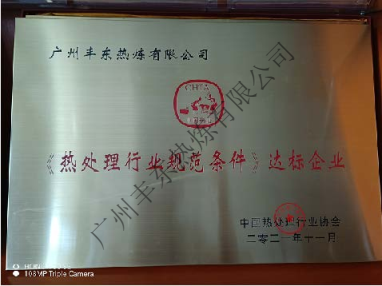 广州丰东热炼有限公司
CHTA
《热处理行业规范条件》达标企业
中国热处理行业协会
二零二一年十一月
广州丰东热炼有限公司
108MP Triple Camera